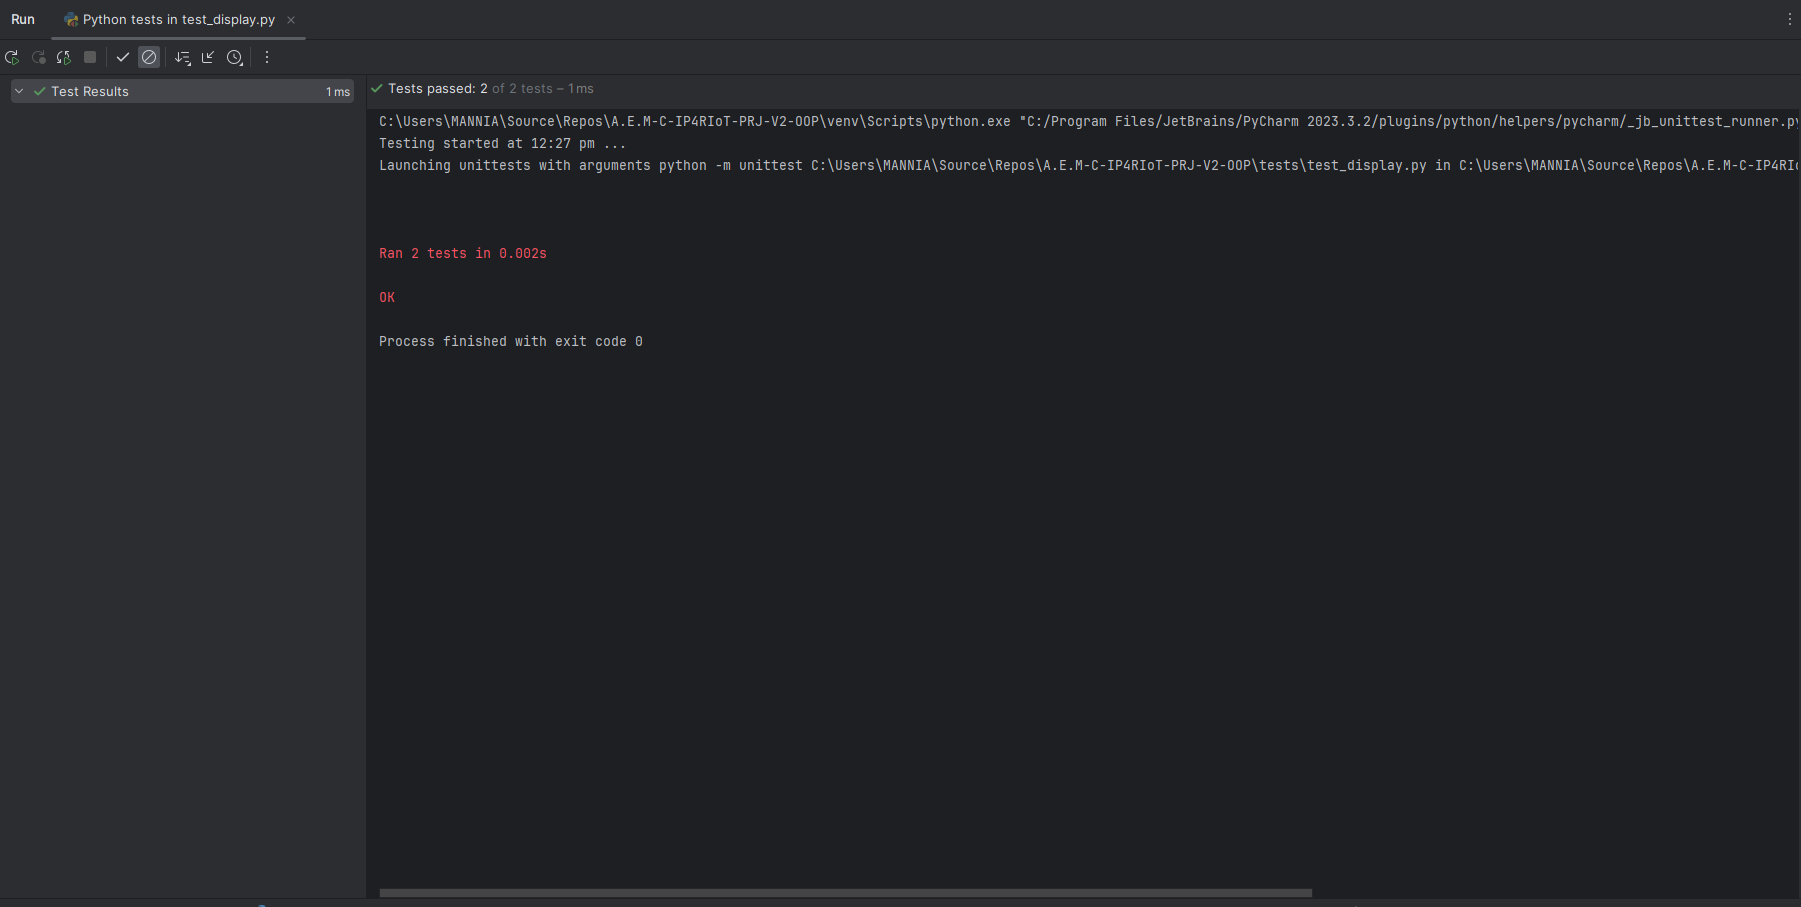 Run
Python tests in test_display.py
Test Results
1 ms
Tests passed: 2 of 2 tests – 1 ms
C:\Users\MANNIA\Source\Repos\A.E.M-C-IP4RIoT-PRJ-V2-OOP\venv\Scripts\python.exe "C:/Program Files/JetBrains/PyCharm 2023.3.2/plugins/python/helpers/pycharm/_jb_unittest_runner.py
Testing started at 12:27 pm ...
Launching unittests with arguments python -m unittest C:\Users\MANNIA\Source\Repos\A.E.M-C-IP4RIoT-PRJ-V2-OOP\tests\test_display.py in C:\Users\MANNIA\Source\Repos\A.E.M-C-IP4RIo
Ran 2 tests in 0.002s
OK
Process finished with exit code 0